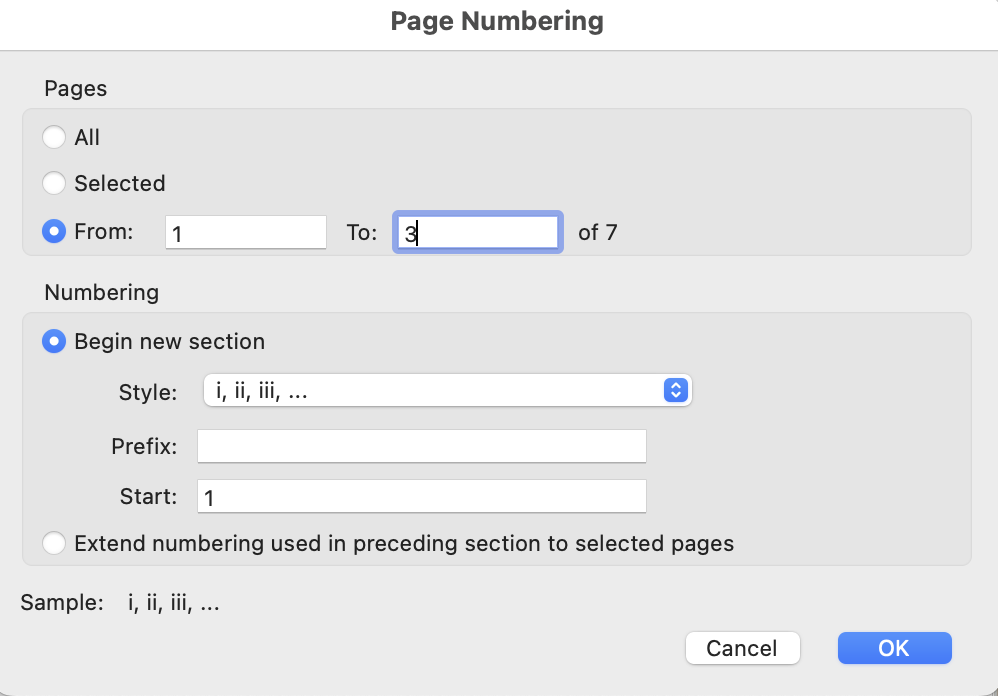 Page Numbering
Pages
All
Selected
From: 1 To: 3 of 7
Numbering
Begin new section
Style: i, ii, iii, ...
Prefix:
Start: 1
Extend numbering used in preceding section to selected pages
Sample: i, ii, iii, ...
Cancel OK